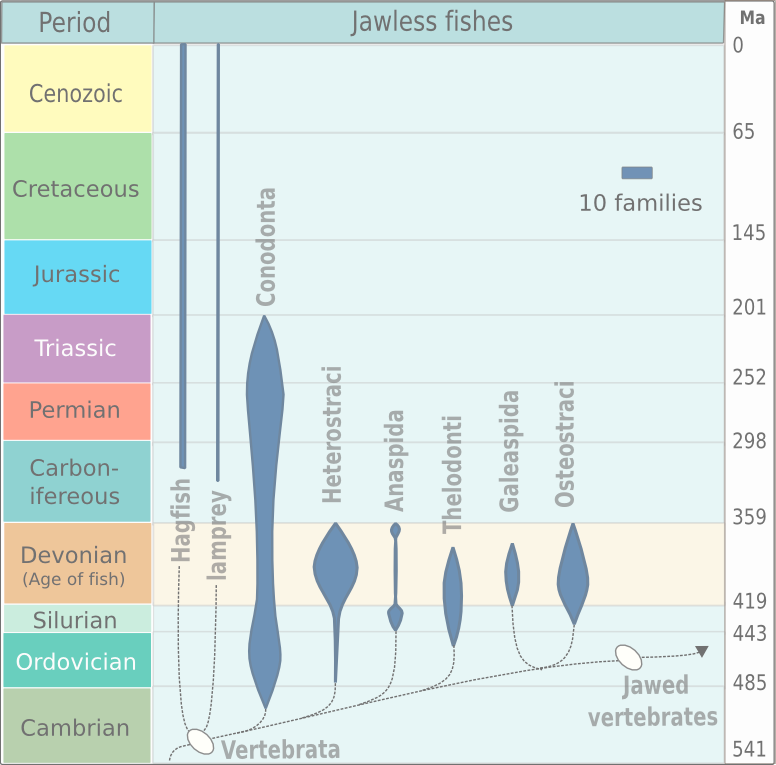 Period
Jawless fishes
Ma
0
Cenozoic
65
Cretaceous
10 families
145
Jurassic
Conodonta
201
Triassic
252
Permian
298
Carbon-
ifereous
Hagfish
lamprey
Heterostraci
Anaspida
Thelodonti
Galeaspida
Osteostraci
359
Devonian
(Age of fish)
419
Silurian
443
Ordovician
485
Jawed
vertebrates
Cambrian
Vertebrata
541